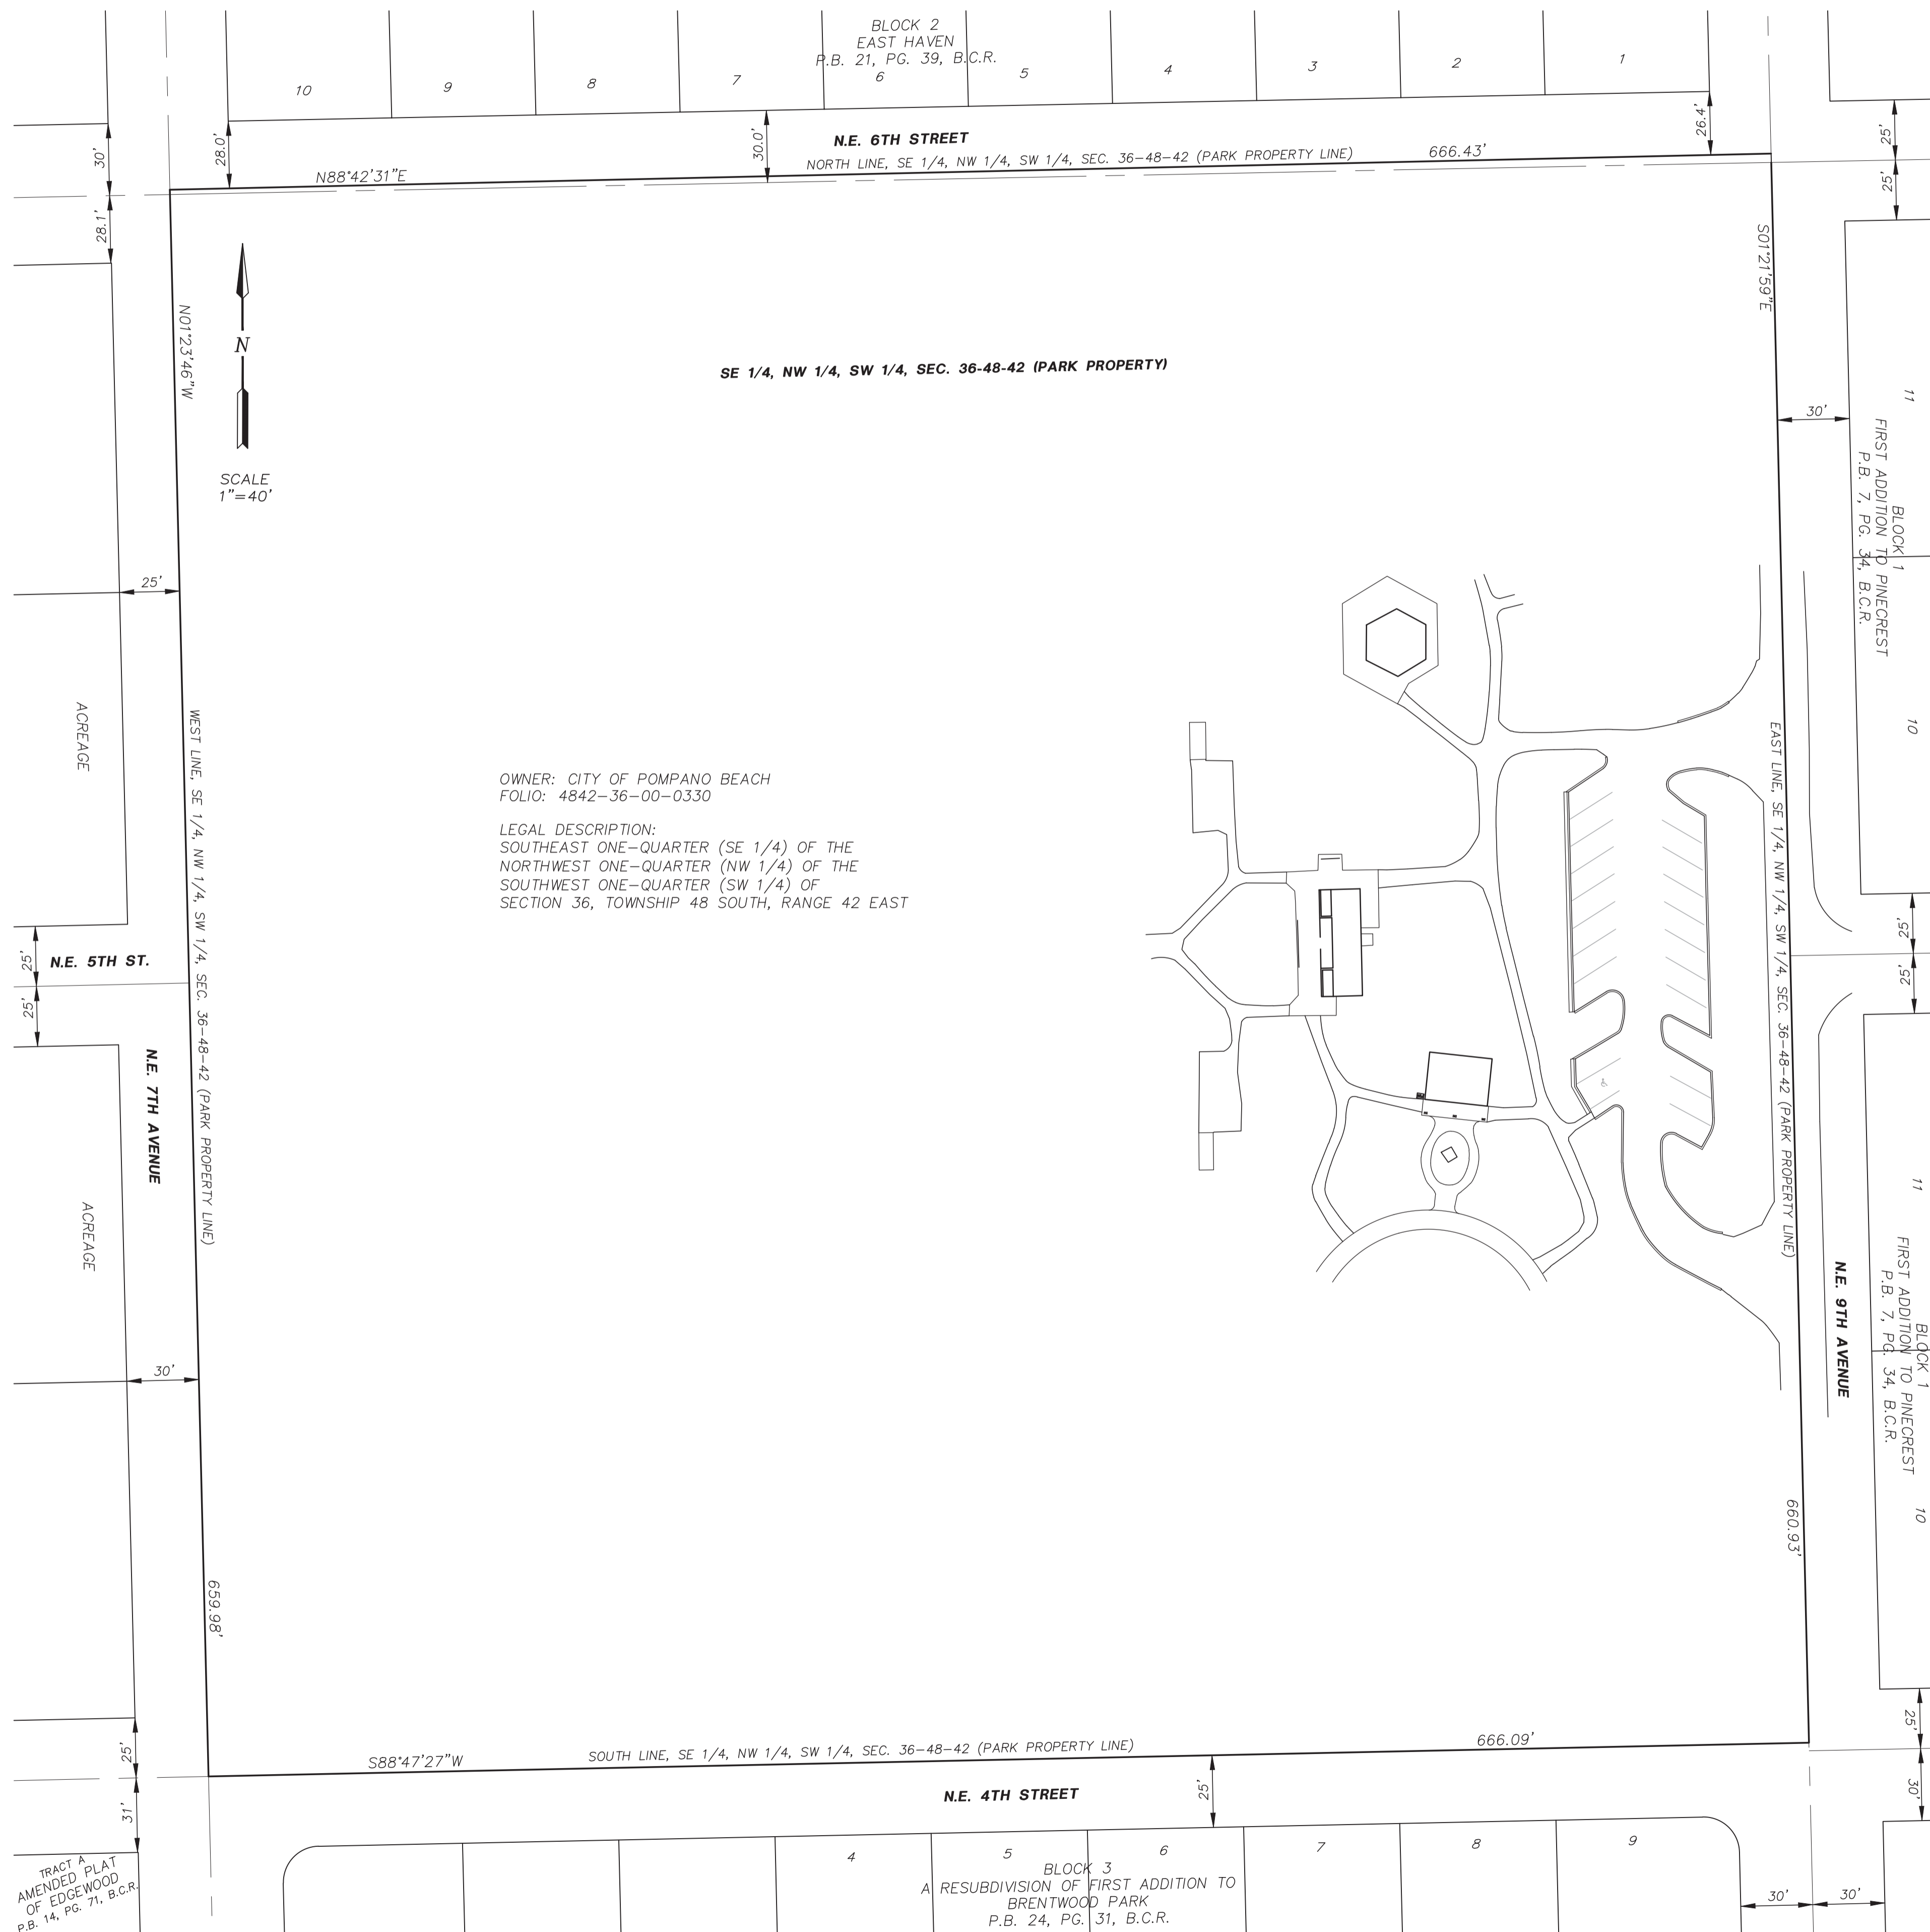 BLOCK 2
EAST HAVEN
P.B. 21, PG. 39, B.C.R.
10
9
8
7
6
5
4
3
2
1
30'
28.1'
28.0'
30.0'
26.4'
25'
25'
N.E. 6TH STREET
NORTH LINE, SE 1/4, NW 1/4, SW 1/4, SEC. 36-48-42 (PARK PROPERTY LINE)
666.43'
N88°42'31"E
N01°23'46"W
S01°21'59"E
N
SCALE
1"=40'
SE 1/4, NW 1/4, SW 1/4, SEC. 36-48-42 (PARK PROPERTY)
30'
11
BLOCK 1
FIRST ADDITION TO PINECREST
P.B. 7, PG. 34, B.C.R.
10
25'
ACREAGE
WEST LINE, SE 1/4, NW 1/4, SW 1/4, SEC. 36-48-42 (PARK PROPERTY LINE)
EAST LINE, SE 1/4, NW 1/4, SW 1/4, SEC. 36-48-42 (PARK PROPERTY LINE)
OWNER: CITY OF POMPANO BEACH
FOLIO: 4842-36-00-0330
LEGAL DESCRIPTION:
SOUTHEAST ONE-QUARTER (SE 1/4) OF THE
NORTHWEST ONE-QUARTER (NW 1/4) OF THE
SOUTHWEST ONE-QUARTER (SW 1/4) OF
SECTION 36, TOWNSHIP 48 SOUTH, RANGE 42 EAST
25'
N.E. 5TH ST.
25'
25'
25'
N.E. 7TH AVENUE
ACREAGE
11
N.E. 9TH AVENUE
BLOCK 1
FIRST ADDITION TO PINECREST
P.B. 7, PG. 34, B.C.R.
10
30'
660.93'
659.98'
S88°47'27"W
SOUTH LINE, SE 1/4, NW 1/4, SW 1/4, SEC. 36-48-42 (PARK PROPERTY LINE)
666.09'
25'
31'
25'
25'
30'
N.E. 4TH STREET
4
5
6
7
8
9
BLOCK 3
A RESUBDIVISION OF FIRST ADDITION TO
BRENTWOOD PARK
P.B. 24, PG. 31, B.C.R.
TRACT A
AMENDED PLAT
OF EDGEWOOD
P.B. 14, PG. 71, B.C.R.
30'
30'